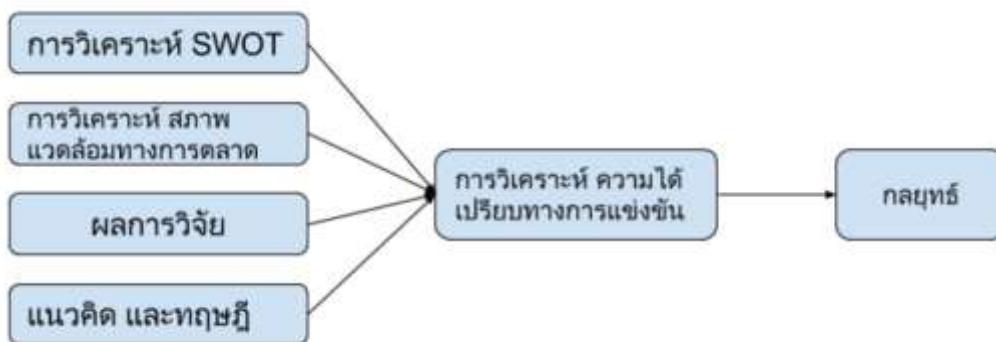 การวิเคราะห์ SWOT
การวิเคราะห์ สภาพ
แวดล้อมทางการตลาด
ผลการวิจัย
แนวคิด และทฤษฎี
การวิเคราะห์ ความได้
เปรียบทางการแข่งขัน
กลยุทธ์